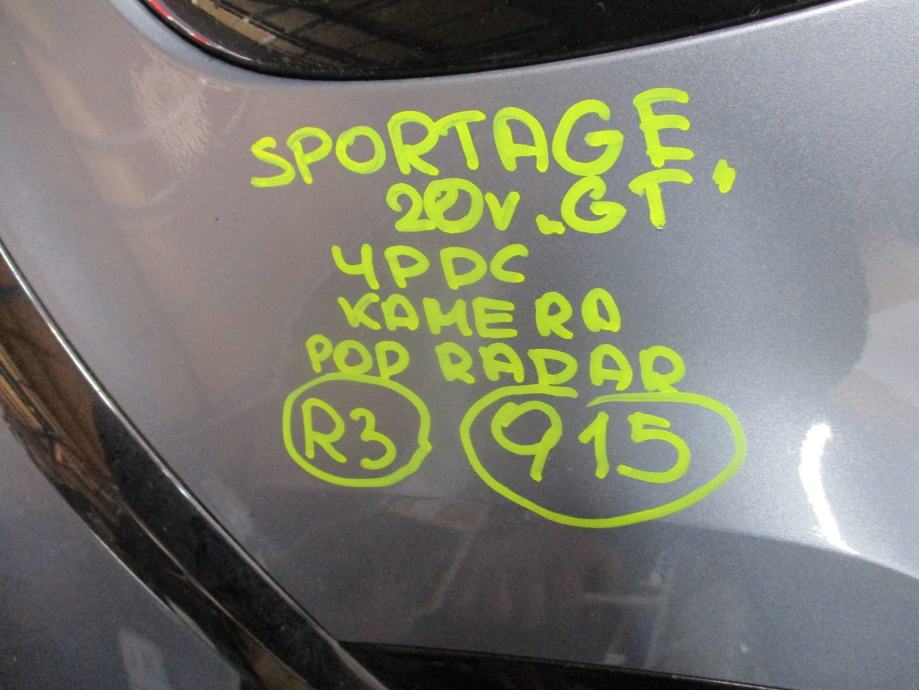 SPORTAGE
20V „GT"
4PDC
KAMERA
POD RADAR
R3 915